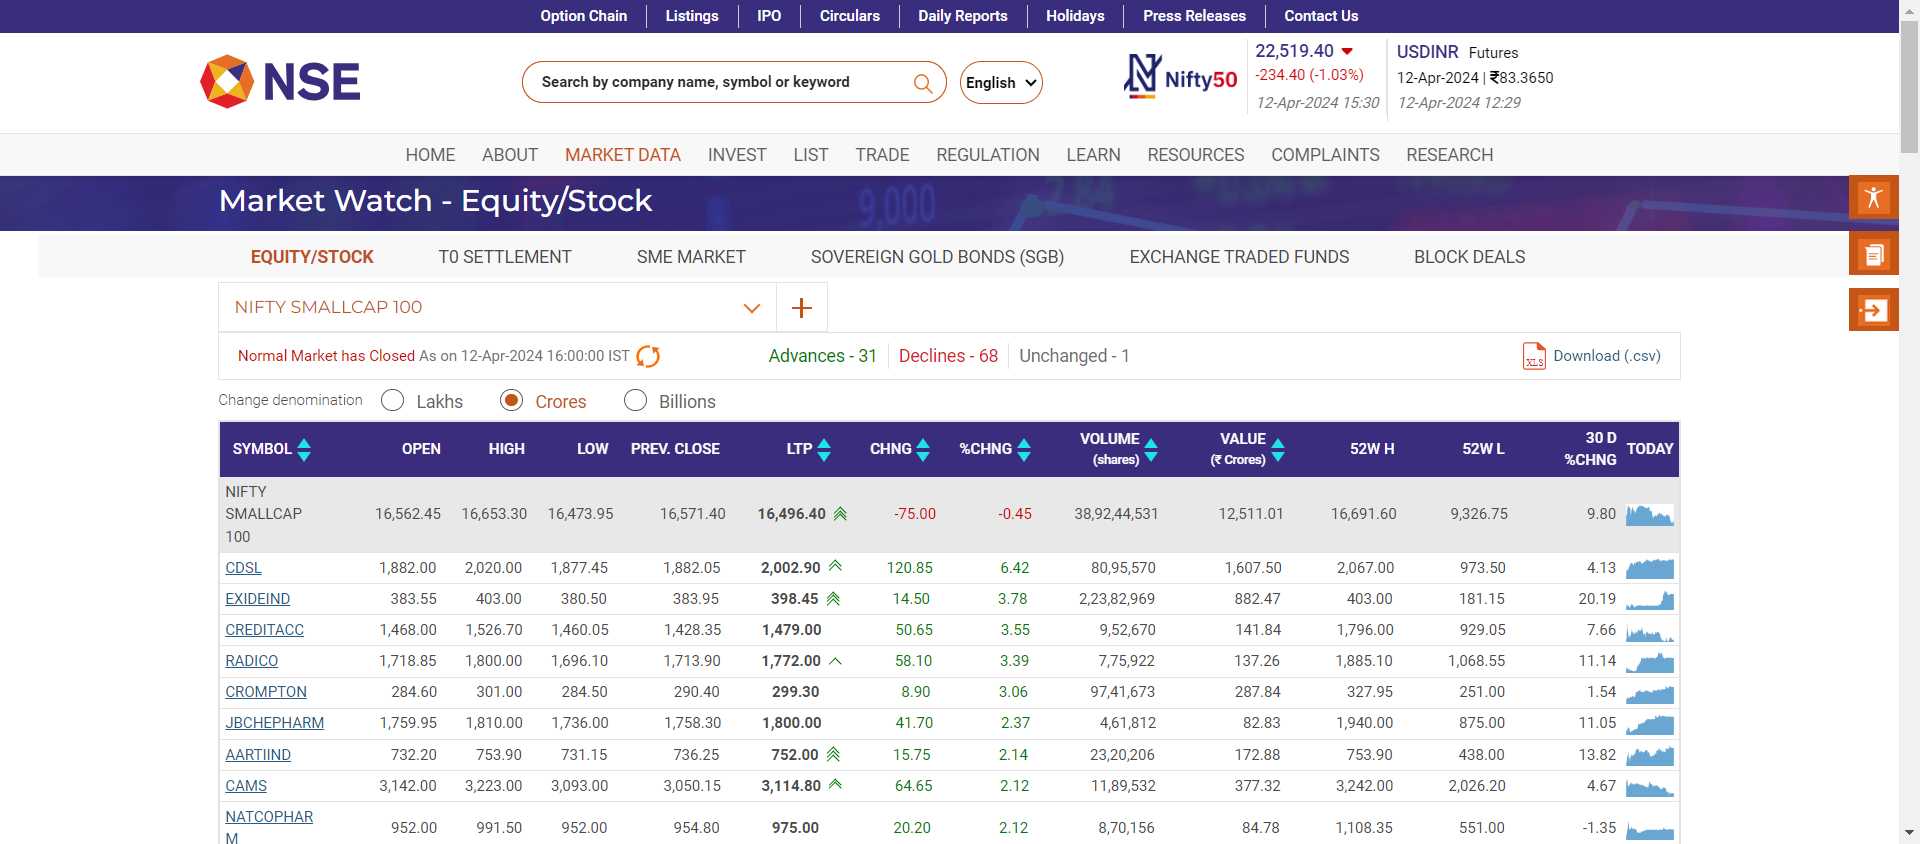 Option Chain Listings IPO Circulars Daily Reports Holidays Press Releases Contact Us
NSE
Search by company name, symbol or keyword
English
Nifty50
22,519.40
-234.40 (-1.03%)
12-Apr-2024 15:30
USDINR Futures
12-Apr-2024 | ₹83.3650
12-Apr-2024 12:29
HOME ABOUT MARKET DATA INVEST LIST TRADE REGULATION LEARN RESOURCES COMPLAINTS RESEARCH
Market Watch - Equity/Stock
9,000
2.84
EQUITY/STOCK T0 SETTLEMENT SME MARKET SOVEREIGN GOLD BONDS (SGB) EXCHANGE TRADED FUNDS BLOCK DEALS
NIFTY SMALLCAP 100
Normal Market has Closed As on 12-Apr-2024 16:00:00 IST Advances - 31 Declines - 68 Unchanged - 1 XLS Download (.csv)
Change denomination Lakhs Crores Billions
SYMBOL OPEN HIGH LOW PREV. CLOSE LTP CHNG %CHNG VOLUME (shares) VALUE (₹ Crores) 52W H 52W L 30 D %CHNG TODAY
NIFTY SMALLCAP 100 16,562.45 16,653.30 16,473.95 16,571.40 16,496.40 -75.00 -0.45 38,92,44,531 12,511.01 16,691.60 9,326.75 9.80
CDSL 1,882.00 2,020.00 1,877.45 1,882.05 2,002.90 120.85 6.42 80,95,570 1,607.50 2,067.00 973.50 4.13
EXIDEIND 383.55 403.00 380.50 383.95 398.45 14.50 3.78 2,23,82,969 882.47 403.00 181.15 20.19
CREDITACC 1,468.00 1,526.70 1,460.05 1,428.35 1,479.00 50.65 3.55 9,52,670 141.84 1,796.00 929.05 7.66
RADICO 1,718.85 1,800.00 1,696.10 1,713.90 1,772.00 58.10 3.39 7,75,922 137.26 1,885.10 1,068.55 11.14
CROMPTON 284.60 301.00 284.50 290.40 299.30 8.90 3.06 97,41,673 287.84 327.95 251.00 1.54
JBCHEPHARM 1,759.95 1,810.00 1,736.00 1,758.30 1,800.00 41.70 2.37 4,61,812 82.83 1,940.00 875.00 11.05
AARTIIND 732.20 753.90 731.15 736.25 752.00 15.75 2.14 23,20,206 172.88 753.90 438.00 13.82
CAMS 3,142.00 3,223.00 3,093.00 3,050.15 3,114.80 64.65 2.12 11,89,532 377.32 3,242.00 2,026.20 4.67
NATCOPHARM 952.00 991.50 952.00 954.80 975.00 20.20 2.12 8,70,156 84.78 1,108.35 551.00 -1.35